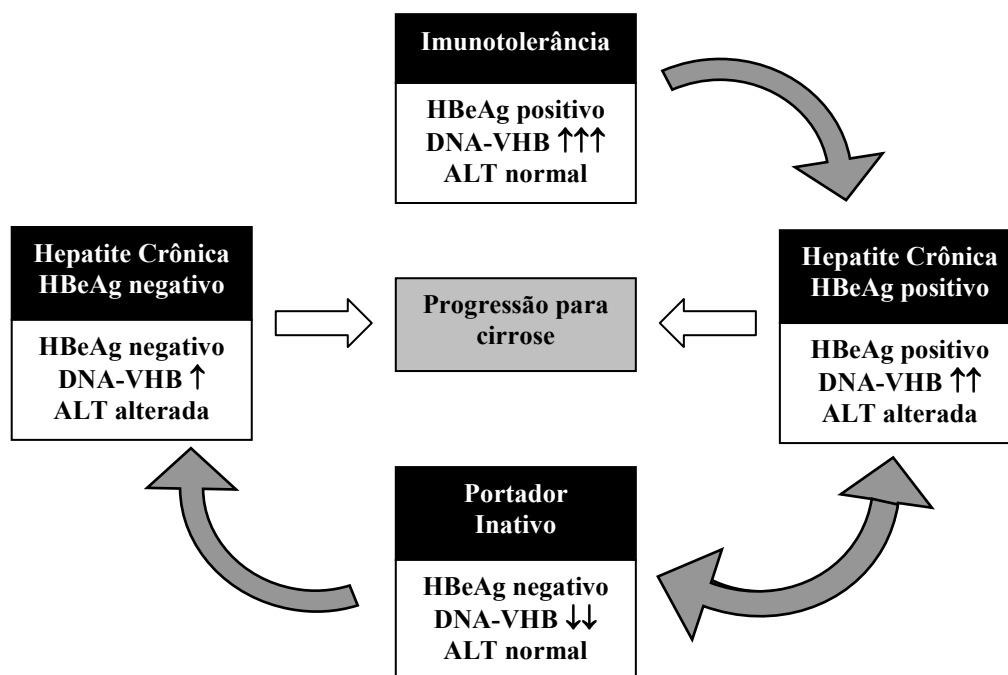 Imunotolerância
HBeAg positivo
DNA-VHB ↑↑↑
ALT normal
Hepatite Crônica
HBeAg negativo
HBeAg negativo
DNA-VHB ↑
ALT alterada
Progressão para
cirrose
Hepatite Crônica
HBeAg positivo
HBeAg positivo
DNA-VHB ↑↑
ALT alterada
Portador
Inativo
HBeAg negativo
DNA-VHB ↓↓
ALT normal